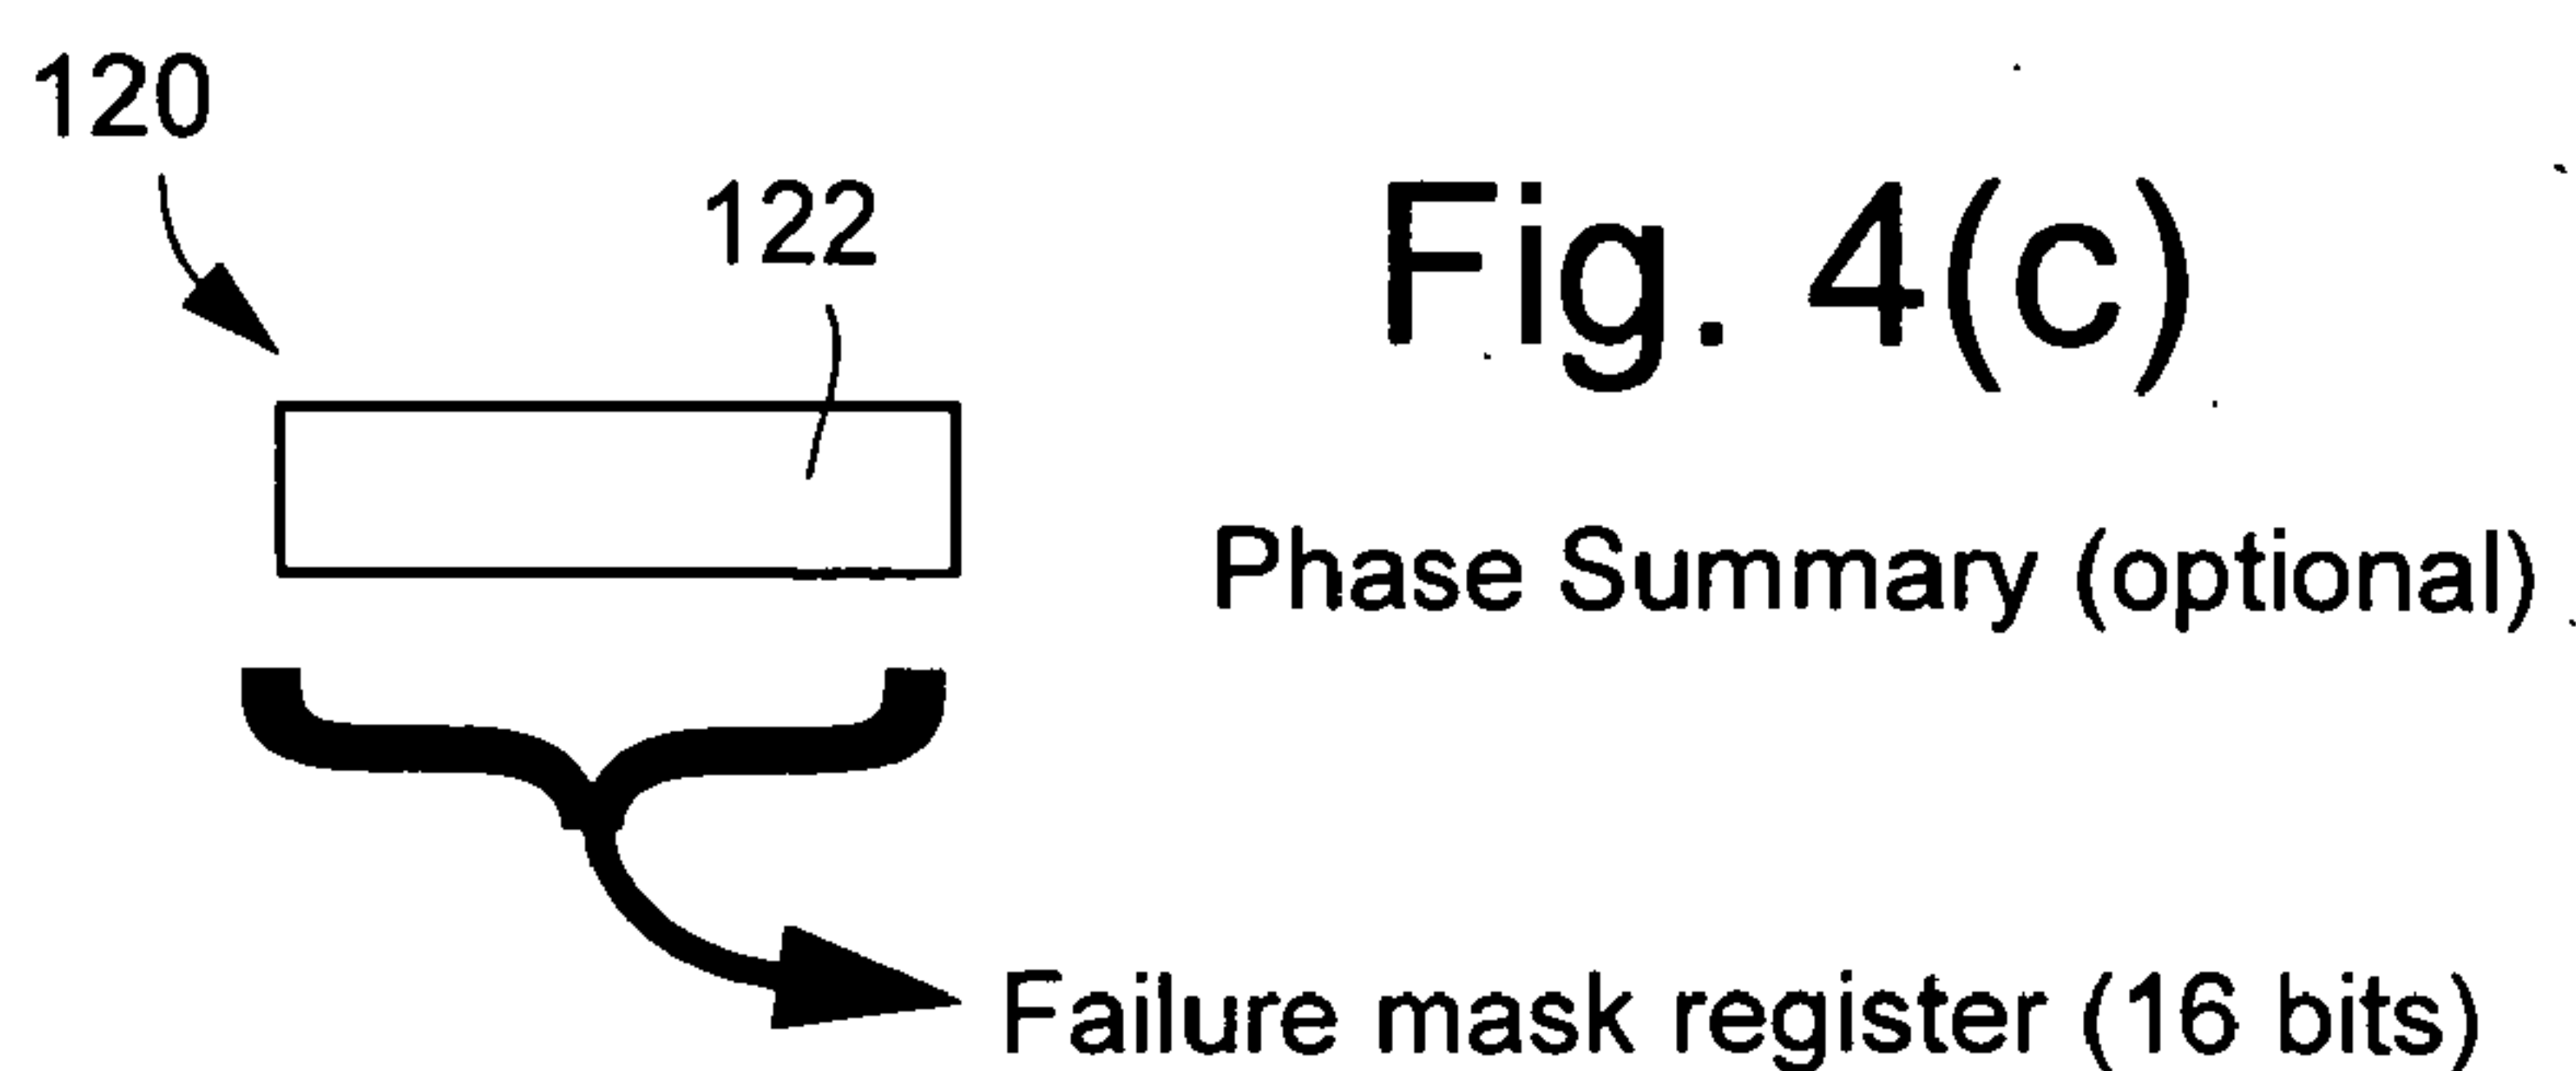 120
122
Fig. 4(c)
Phase Summary (optional)
Failure mask register (16 bits)